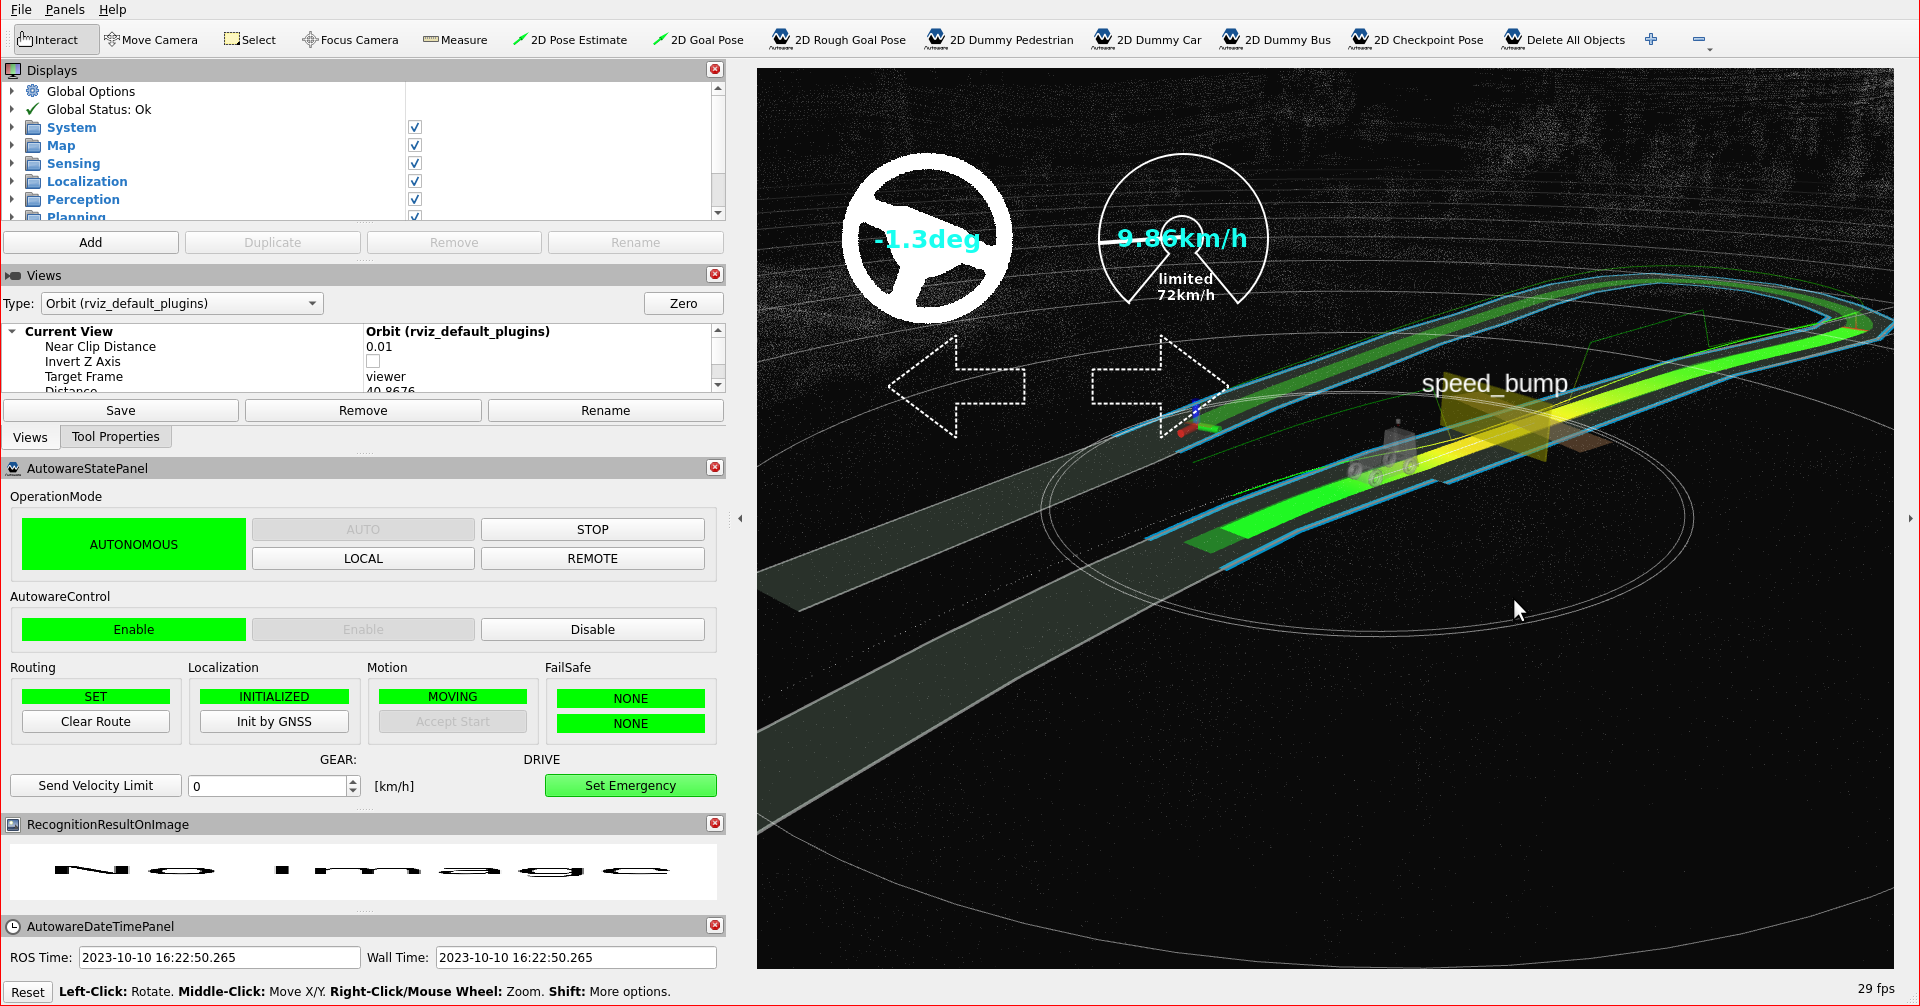 File Panels Help
Interact Move Camera Select Focus Camera Measure 2D Pose Estimate 2D Goal Pose 2D Rough Goal Pose 2D Dummy Pedestrian 2D Dummy Car 2D Dummy Bus 2D Checkpoint Pose Delete All Objects
Displays
Global Options
Global Status: Ok
System
Map
Sensing
Localization
Perception
Planning
Add Duplicate Remove Rename
Views
Type: Orbit (rviz_default_plugins) Zero
Current View Orbit (rviz_default_plugins)
Near Clip Distance 0.01
Invert Z Axis
Target Frame viewer
Distance 40.8676
Save Remove Rename
Views Tool Properties
AutowareStatePanel
OperationMode
AUTONOMOUS AUTO STOP
LOCAL REMOTE
AutowareControl
Enable Enable Disable
Routing Localization Motion FailSafe
SET INITIALIZED MOVING NONE
Clear Route Init by GNSS Accept Start NONE
GEAR: DRIVE
Send Velocity Limit 0 [km/h] Set Emergency
RecognitionResultOnImage
No Image
AutowareDateTimePanel
ROS Time: 2023-10-10 16:22:50.265 Wall Time: 2023-10-10 16:22:50.265
Reset Left-Click: Rotate. Middle-Click: Move X/Y. Right-Click/Mouse Wheel: Zoom. Shift: More options.
-1.3deg
9.86km/h
limited
72km/h
speed_bump
29 fps